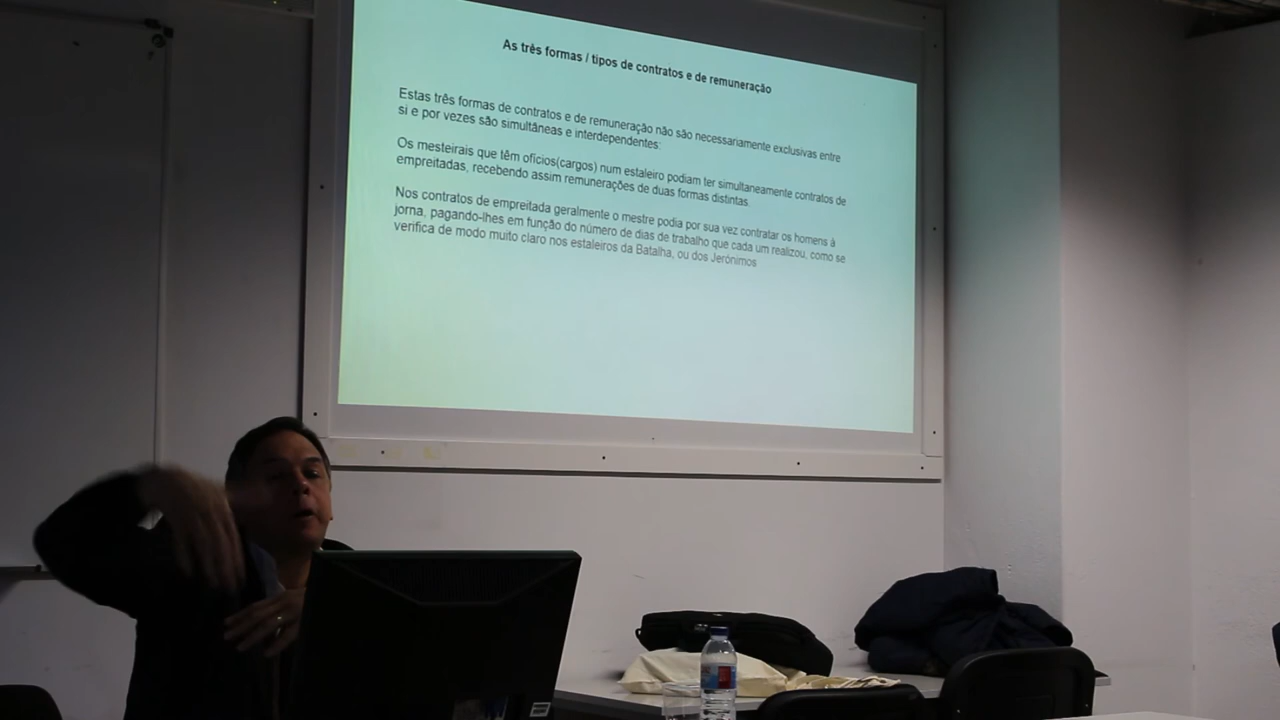 As três formas / tipos de contratos e de remuneração
Estas três formas de contratos e de remuneração não são necessariamente exclusivas entre
si e por vezes são simultâneas e interdependentes:
Os mesteirais que têm ofícios(cargos) num estaleiro podiam ter simultaneamente contratos de
empreitadas, recebendo assim remunerações de duas formas distintas.
Nos contratos de empreitada geralmente o mestre podia por sua vez contratar os homens à
jorna, pagando-lhes em função do número de dias de trabalho que cada um realizou, como se
verifica de modo muito claro nos estaleiros da Batalha, ou dos Jerónimos